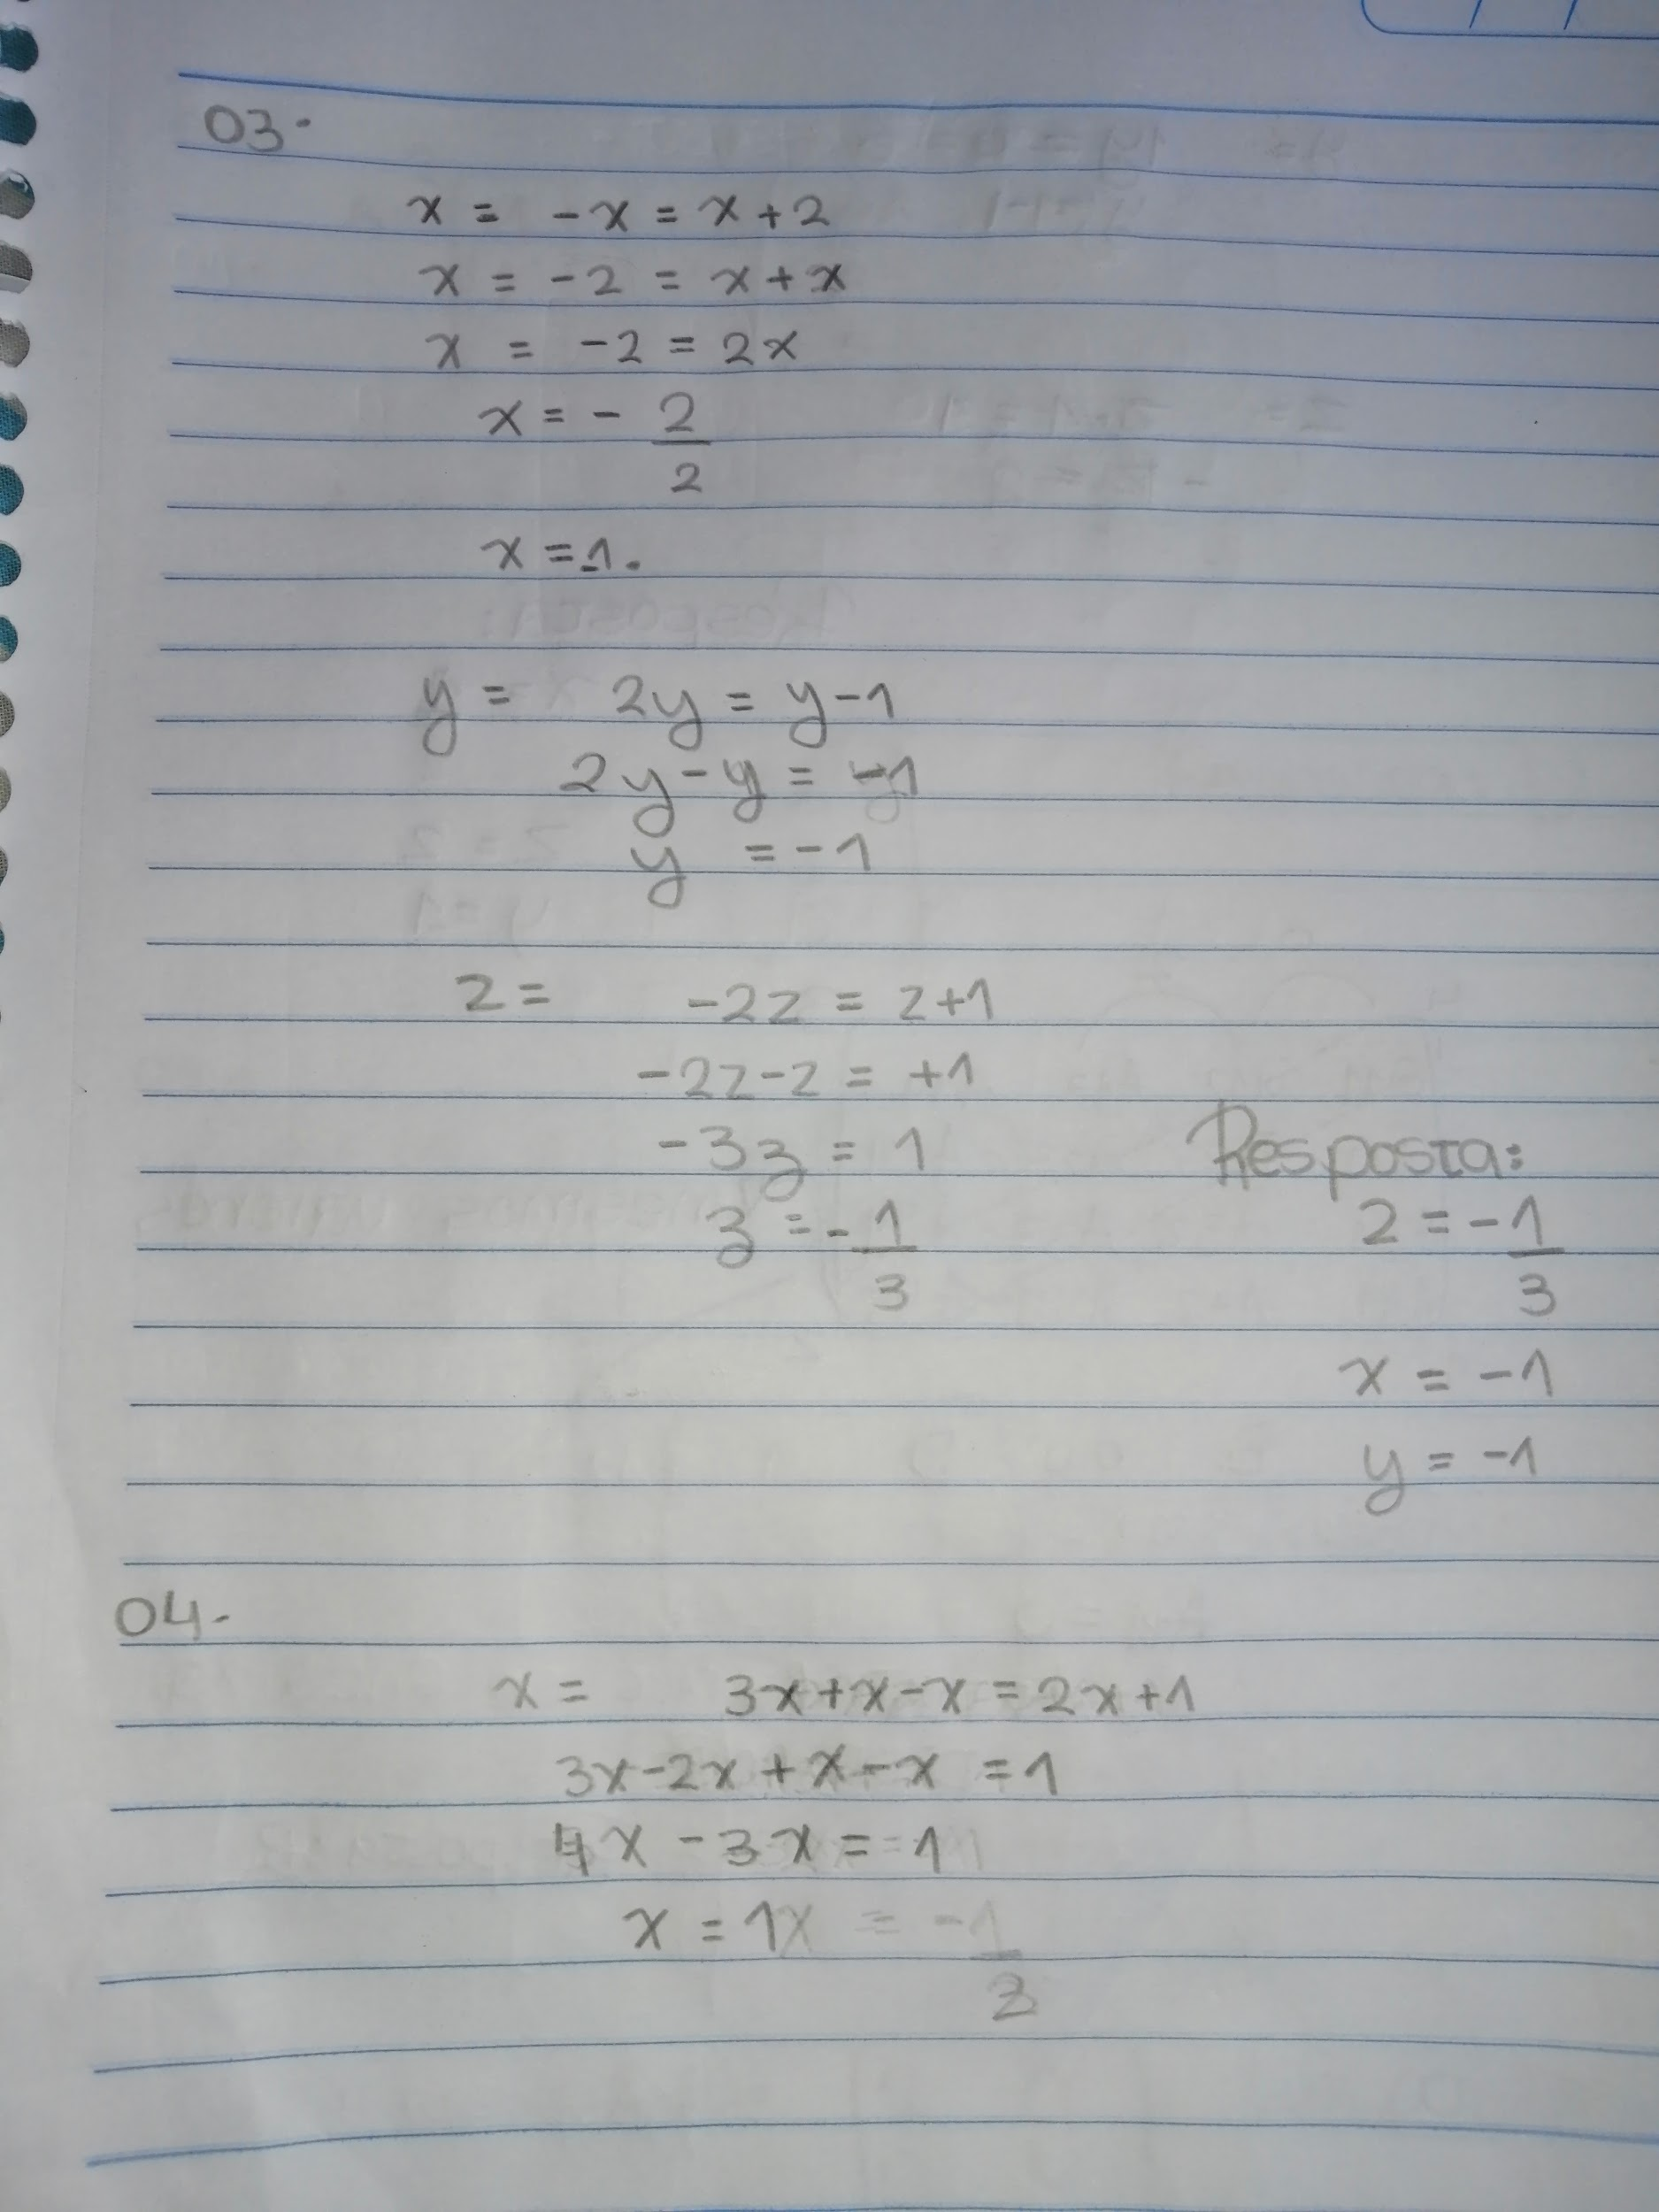 03-
x = -x = x+2
x = -2 = x+x
x = -2 = 2x
x = - 2
2
x = 1.
y = 2y = y-1
2y-y = -1
y = -1
z = -2z = z+1
-2z-z = +1
-3z = 1
z = - 1
3
Resposta:
z = - 1
3
x = -1
y = -1
04-
x = 3x+x-x = 2x+1
3x-2x+x-x = 1
4x - 3x = 1
x = 1